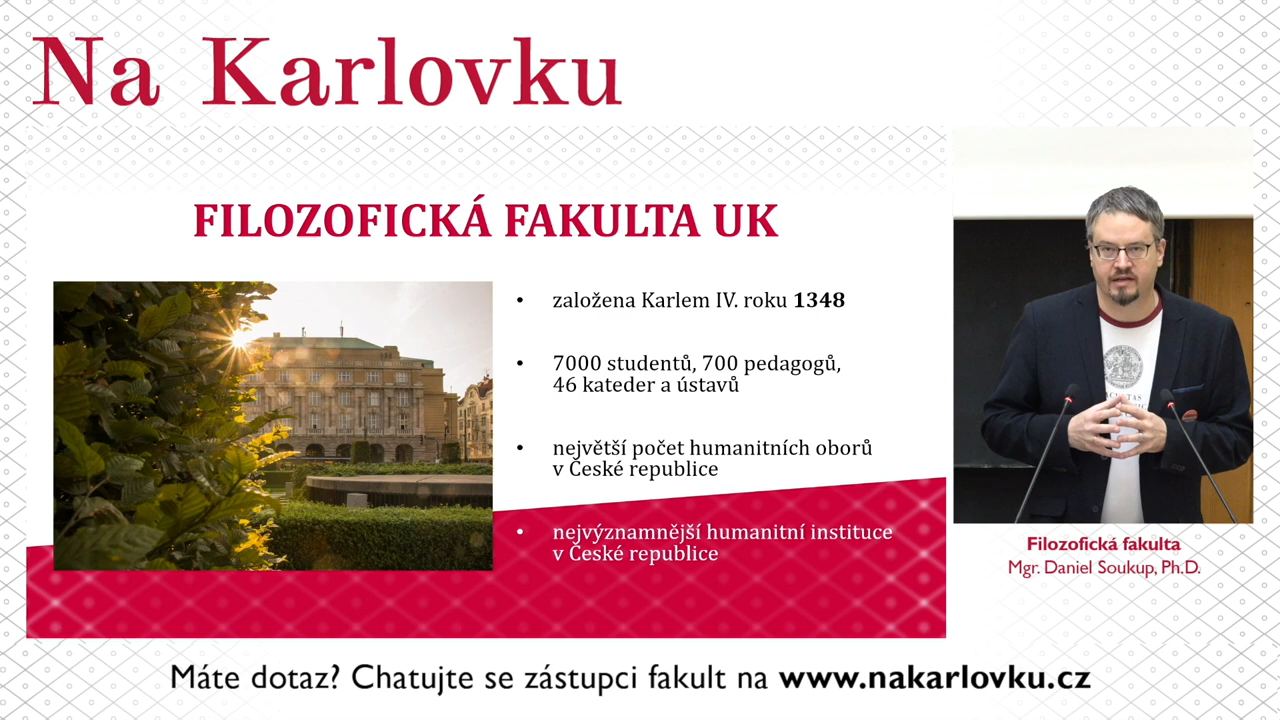 Na Karlovku
FILOZOFICKÁ FAKULTA UK
• založena Karlem IV. roku 1348
• 7000 studentů, 700 pedagogů,
46 kateder a ústavů
• největší počet humanitních oborů
v České republice
• nejvýznamnější humanitní instituce
v České republice
Filozofická fakulta
Mgr. Daniel Soukup, Ph.D.
Máte dotaz? Chatujte se zástupci fakult na www.nakarlovku.cz